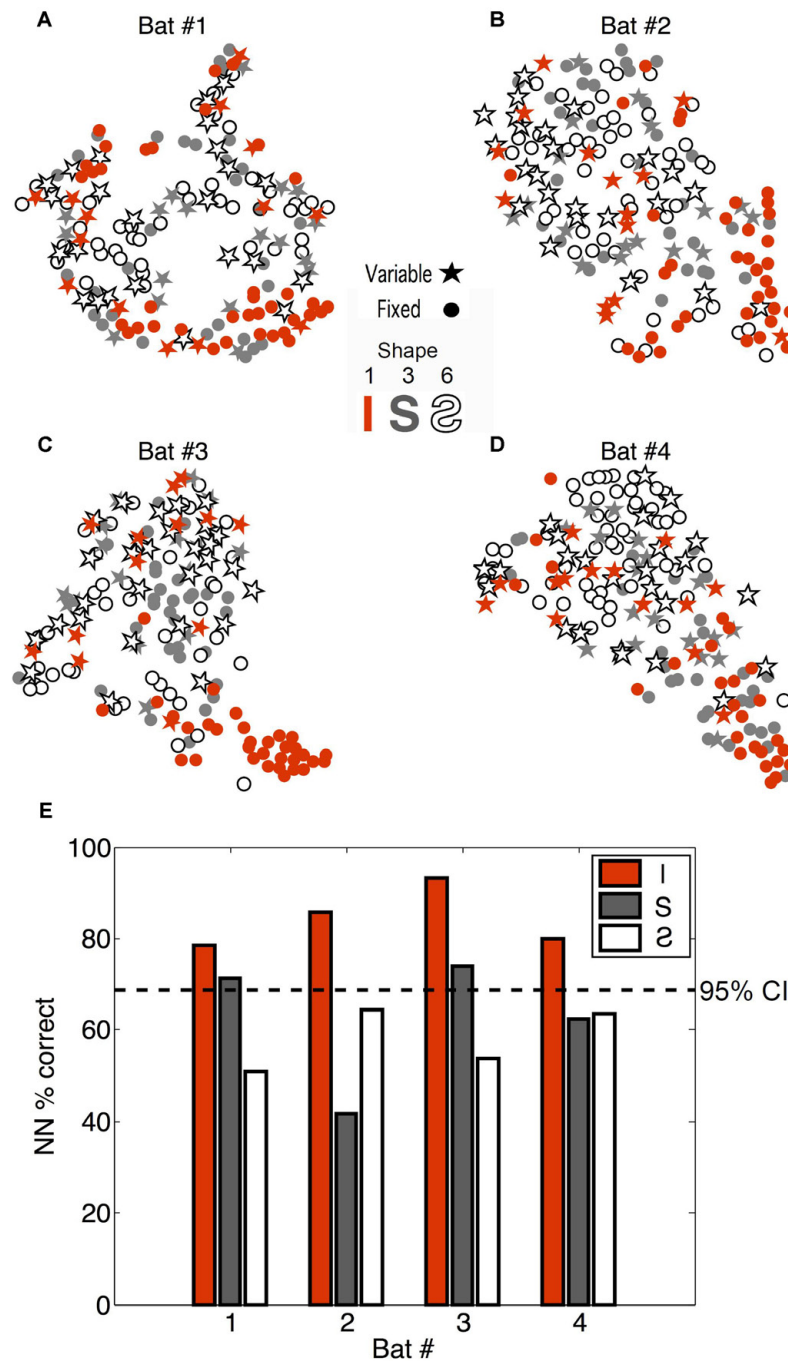 A
Bat #1
B
Bat #2
Variable ★
Fixed ●
Shape
1 3 6
I S Ƨ
C
Bat #3
D
Bat #4
E
100
80
60
40
20
0
NN % correct
I
Ƨ
Ƨ
95% CI
1 2 3 4
Bat #